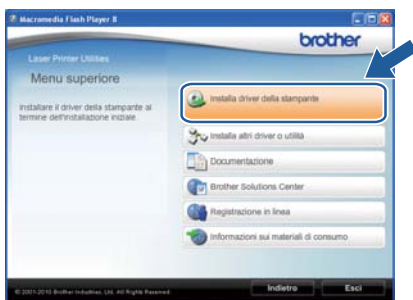 Macromedia Flash Player 8
brother
Laser Printer Utilities
Menu superiore
Installare il driver della stampante al
termine dell'installazione iniziale.
Installa driver della stampante
Installa altri driver o utilità
Documentazione
Brother Solutions Center
Registrazione in linea
Informazioni sui materiali di consumo
© 2001-2010 Brother Industries, Ltd. All Rights Reserved.
Indietro
Esci